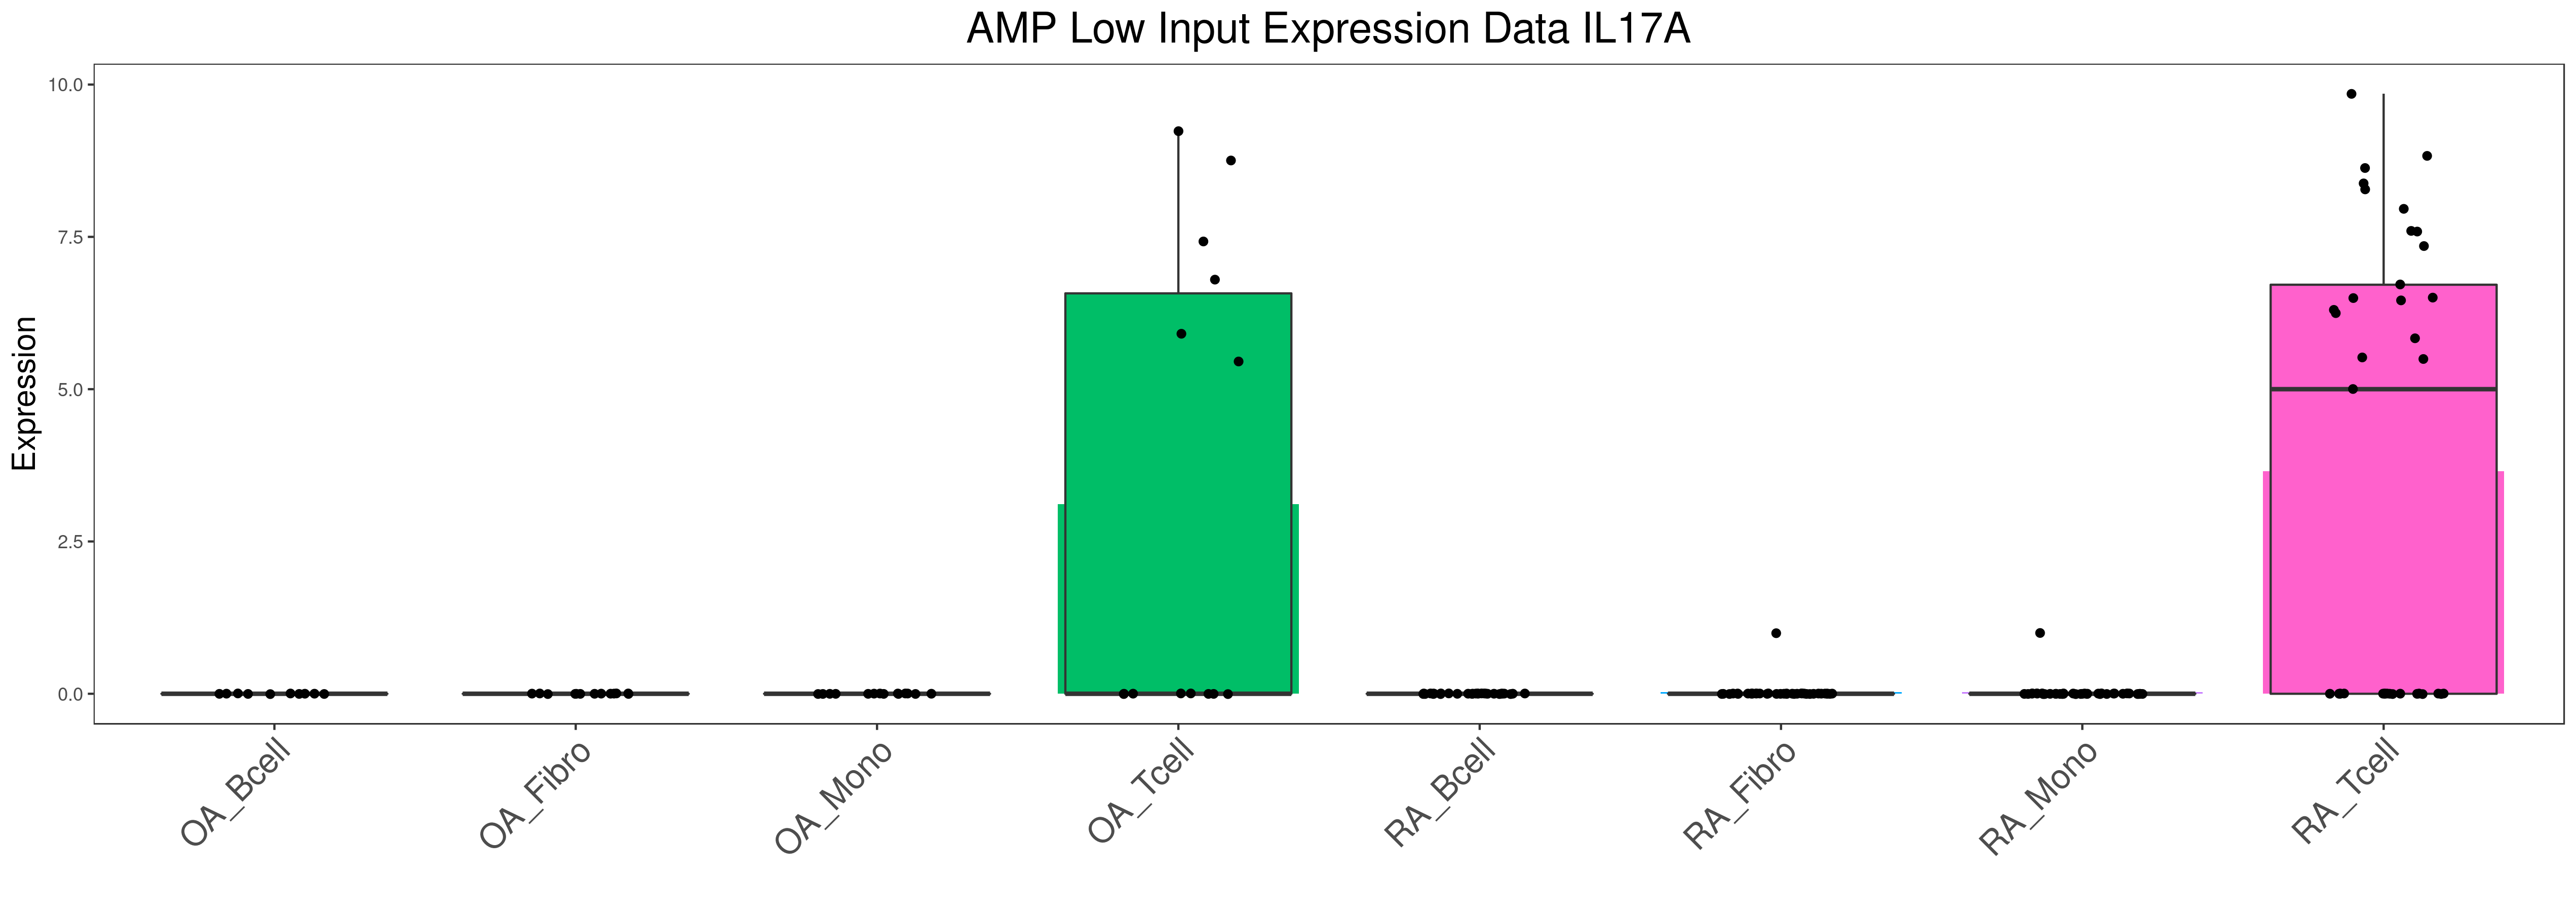 AMP Low Input Expression Data IL17A
Expression
10.0
7.5
5.0
2.5
0.0
OA_Bcell
OA_Fibro
OA_Mono
OA_Tcell
RA_Bcell
RA_Fibro
RA_Mono
RA_Tcell